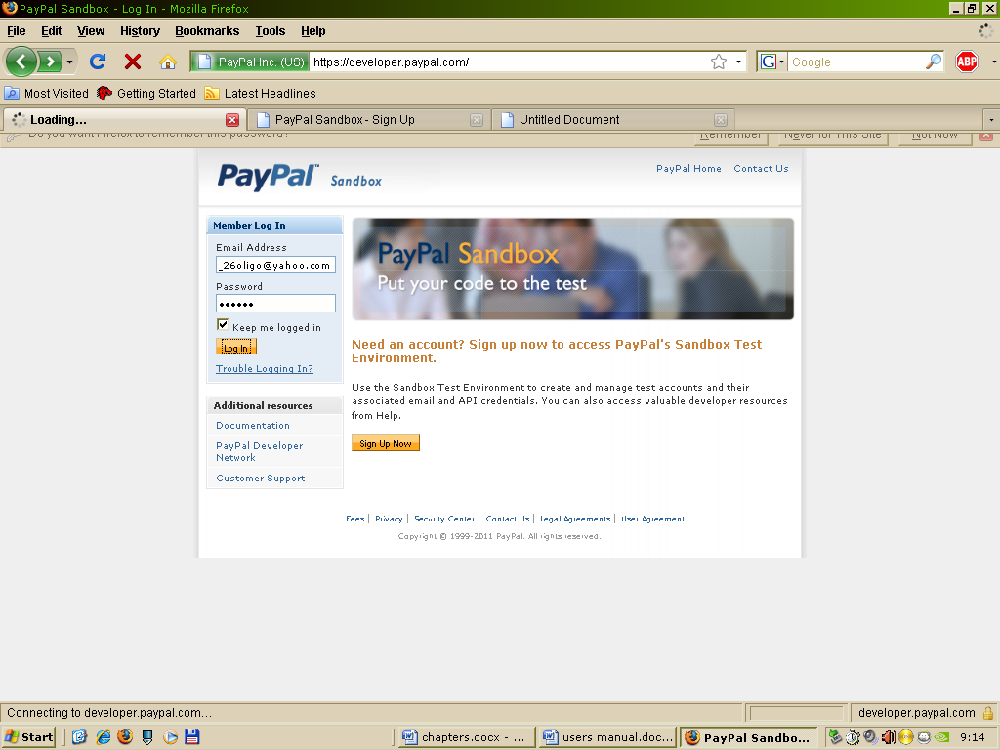 PayPal Sandbox - Log In - Mozilla Firefox
File Edit View History Bookmarks Tools Help
PayPal Inc. (US) https://developer.paypal.com/
Google
ABP
Most Visited Getting Started Latest Headlines
Loading... PayPal Sandbox - Sign Up Untitled Document
Do you want Firefox to remember this password? Remember Never for This Site Not Now
PayPal™ Sandbox
PayPal Home Contact Us
Member Log In
Email Address
_26oligo@yahoo.com
Password
••••••
Keep me logged in
Log In
Trouble Logging In?
Additional resources
Documentation
PayPal Developer
Network
Customer Support
PayPal Sandbox
Put your code to the test
Need an account? Sign up now to access PayPal's Sandbox Test
Environment.
Use the Sandbox Test Environment to create and manage test accounts and their
associated email and API credentials. You can also access valuable developer resources
from Help.
Sign Up Now
Fees | Privacy | Security Center | Contact Us | Legal Agreements | User Agreement
Copyright © 1999-2011 PayPal. All rights reserved.
Connecting to developer.paypal.com... developer.paypal.com
Start chapters.docx - ... users manual.doc... PayPal Sandbo... 9:14